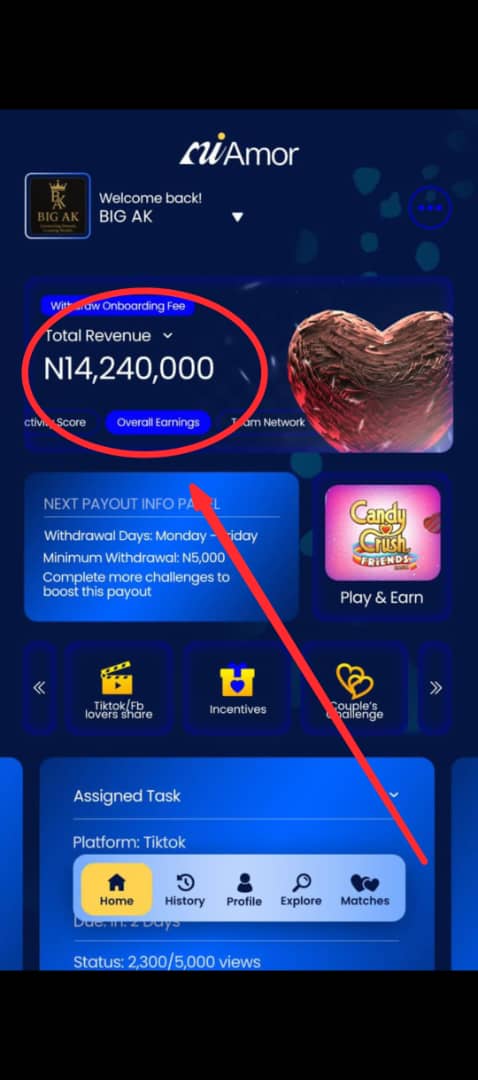 Amor
BIG AK
Welcome back!
BIG AK
Withdraw Onboarding Fee
Total Revenue
N14,240,000
ctivity Score
Overall Earnings
Team Network
NEXT PAYOUT INFO PANEL
Withdrawal Days: Monday - Friday
Minimum Withdrawal: N5,000
Complete more challenges to
boost this payout
Candy
Crush
FRIENDS
Play & Earn
Tiktok/Fb
lovers share
Incentives
Couple's
Challenge
Assigned Task
Platform: Tiktok
Home
History
Profile
Explore
Matches
Due: In: 2 Days
Status: 2,300/5,000 views